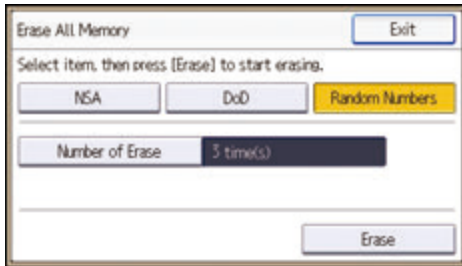 Erase All Memory Exit
Select item, then press [Erase] to start erasing.
NSA DoD Random Numbers
Number of Erase 3 time(s)
Erase